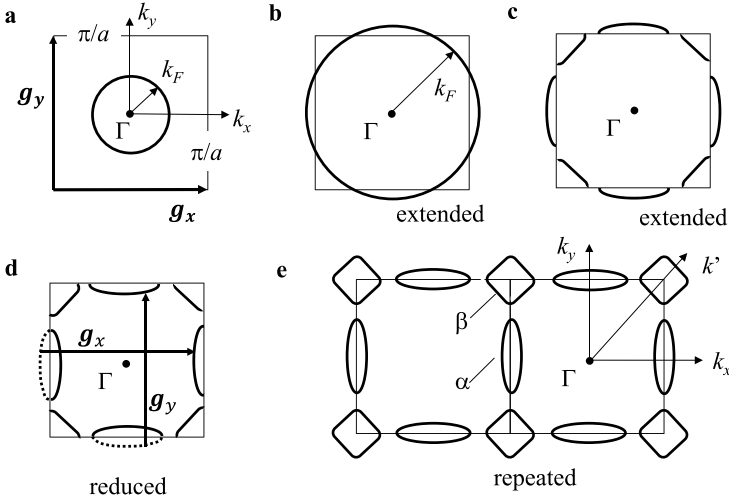 a
k_y
π/a
k_F
g_y
Γ
k_x
π/a
g_x
b
k_F
Γ
extended
c
Γ
extended
d
g_x
Γ
g_y
reduced
e
k_y
k'
β
α
Γ
k_x
repeated